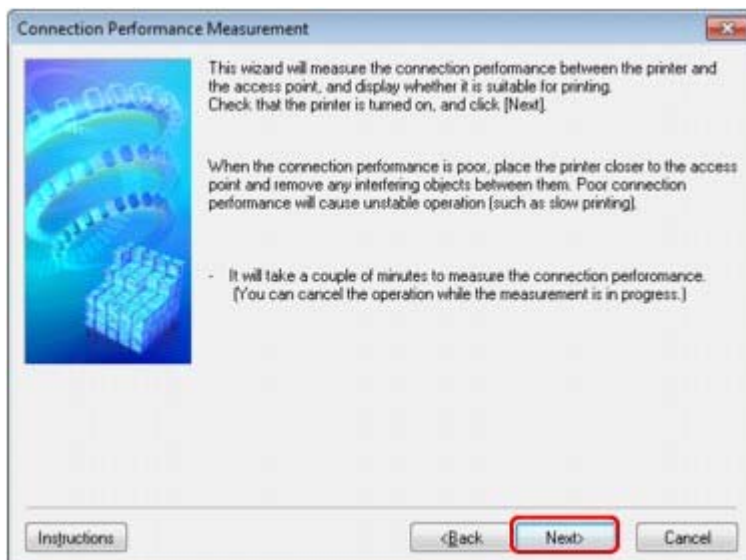 Connection Performance Measurement
This wizard will measure the connection performance between the printer and
the access point, and display whether it is suitable for printing.
Check that the printer is turned on, and click [Next].
When the connection performance is poor, place the printer closer to the access
point and remove any interfering objects between them. Poor connection
performance will cause unstable operation (such as slow printing).
- It will take a couple of minutes to measure the connection perforomance.
(You can cancel the operation while the measurement is in progress.)
Instructions
<Back
Next>
Cancel